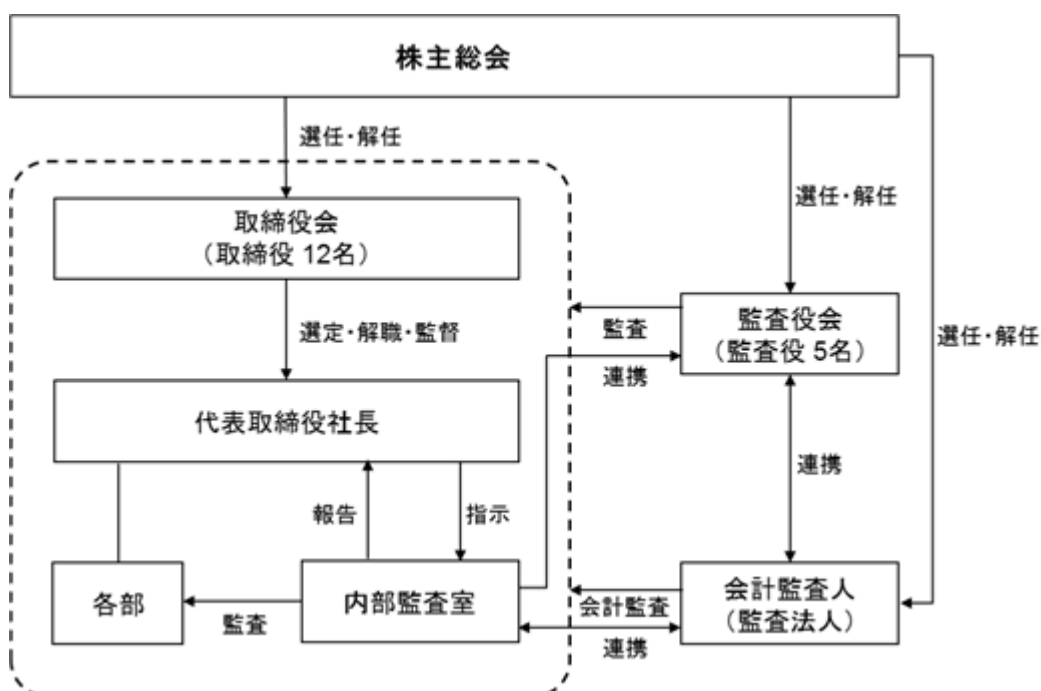 株主総会
選任・解任
取締役会
（取締役 12名）
選任・解任
選定・解職・監督
監査
監査役会
（監査役 5名）
選任・解任
連携
代表取締役社長
連携
報告
指示
各部
監査
内部監査室
会計監査
連携
会計監査人
（監査法人）